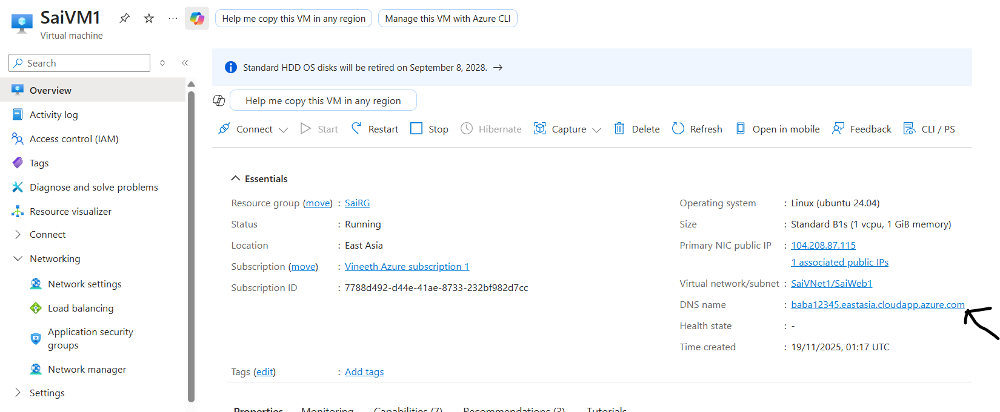 SaiVM1
Virtual machine
Help me copy this VM in any region
Manage this VM with Azure CLI
Search
Overview
Activity log
Access control (IAM)
Tags
Diagnose and solve problems
Resource visualizer
Connect
Networking
Network settings
Load balancing
Application security
groups
Network manager
Settings
Standard HDD OS disks will be retired on September 8, 2028. →
Help me copy this VM in any region
Connect Start Restart Stop Hibernate Capture Delete Refresh Open in mobile Feedback CLI / PS
Essentials
Resource group (move) : SaiRG
Status : Running
Location : East Asia
Subscription (move) : Vineeth Azure subscription 1
Subscription ID : 7788d492-d44e-41ae-8733-232bf982d7cc
Operating system : Linux (ubuntu 24.04)
Size : Standard B1s (1 vcpu, 1 GiB memory)
Primary NIC public IP : 104.208.87.115
1 associated public IPs
Virtual network/subnet : SaiVNet1/SaiWeb1
DNS name : baba12345.eastasia.cloudapp.azure.com
Health state : -
Time created : 19/11/2025, 01:17 UTC
Tags (edit) : Add tags
Properties Monitoring Capabilities (7) Recommendations (3) Tutorials